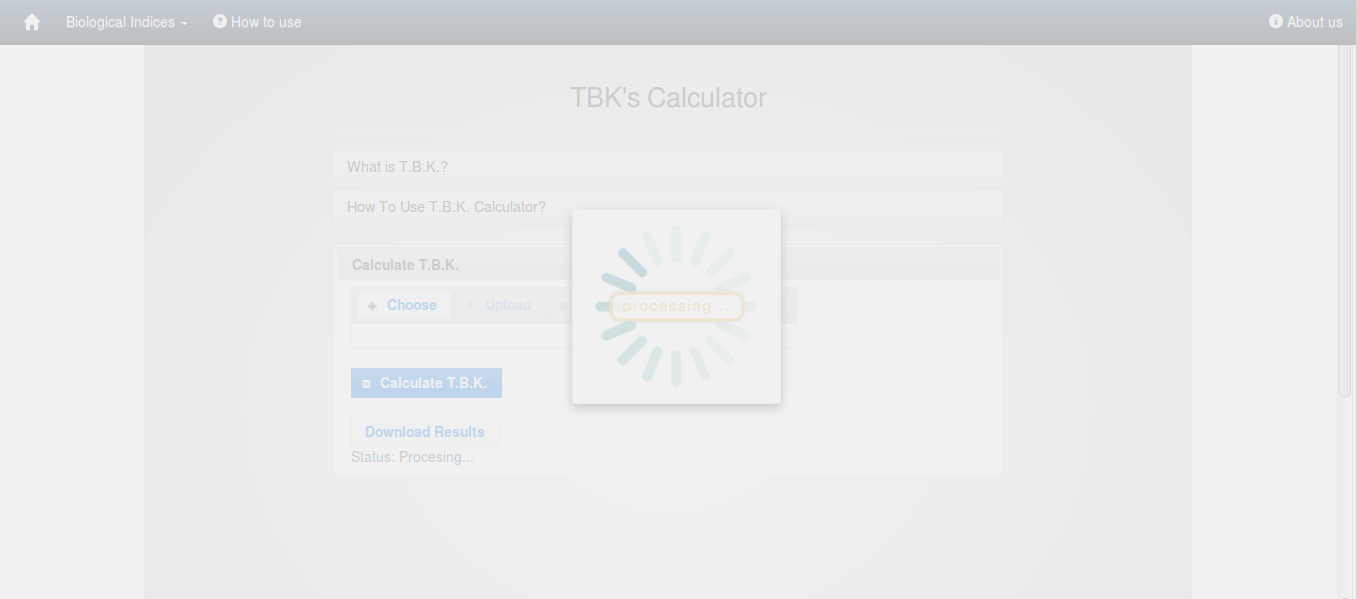 Biological Indices How to use About us
TBK's Calculator
What is T.B.K.?
How To Use T.B.K. Calculator?
Calculate T.B.K.
Choose Upload
processing...
Calculate T.B.K.
Download Results
Status: Procesing...